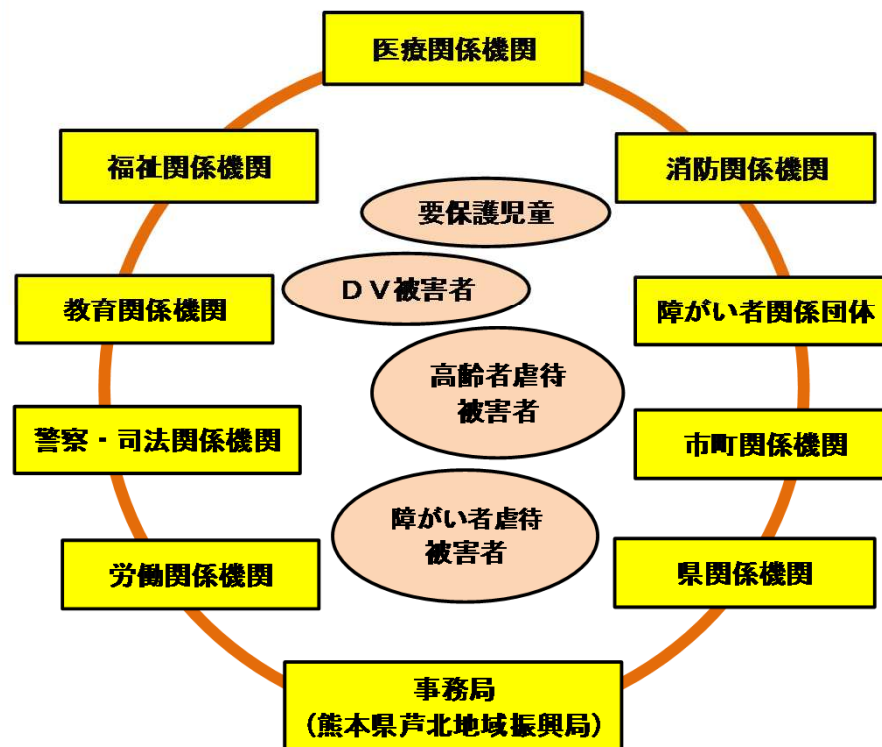 医療関係機関
福祉関係機関
消防関係機関
要保護児童
ＤＶ被害者
教育関係機関
障がい者関係団体
高齢者虐待
被害者
警察・司法関係機関
市町関係機関
障がい者虐待
被害者
労働関係機関
県関係機関
事務局
（熊本県芦北地域振興局）